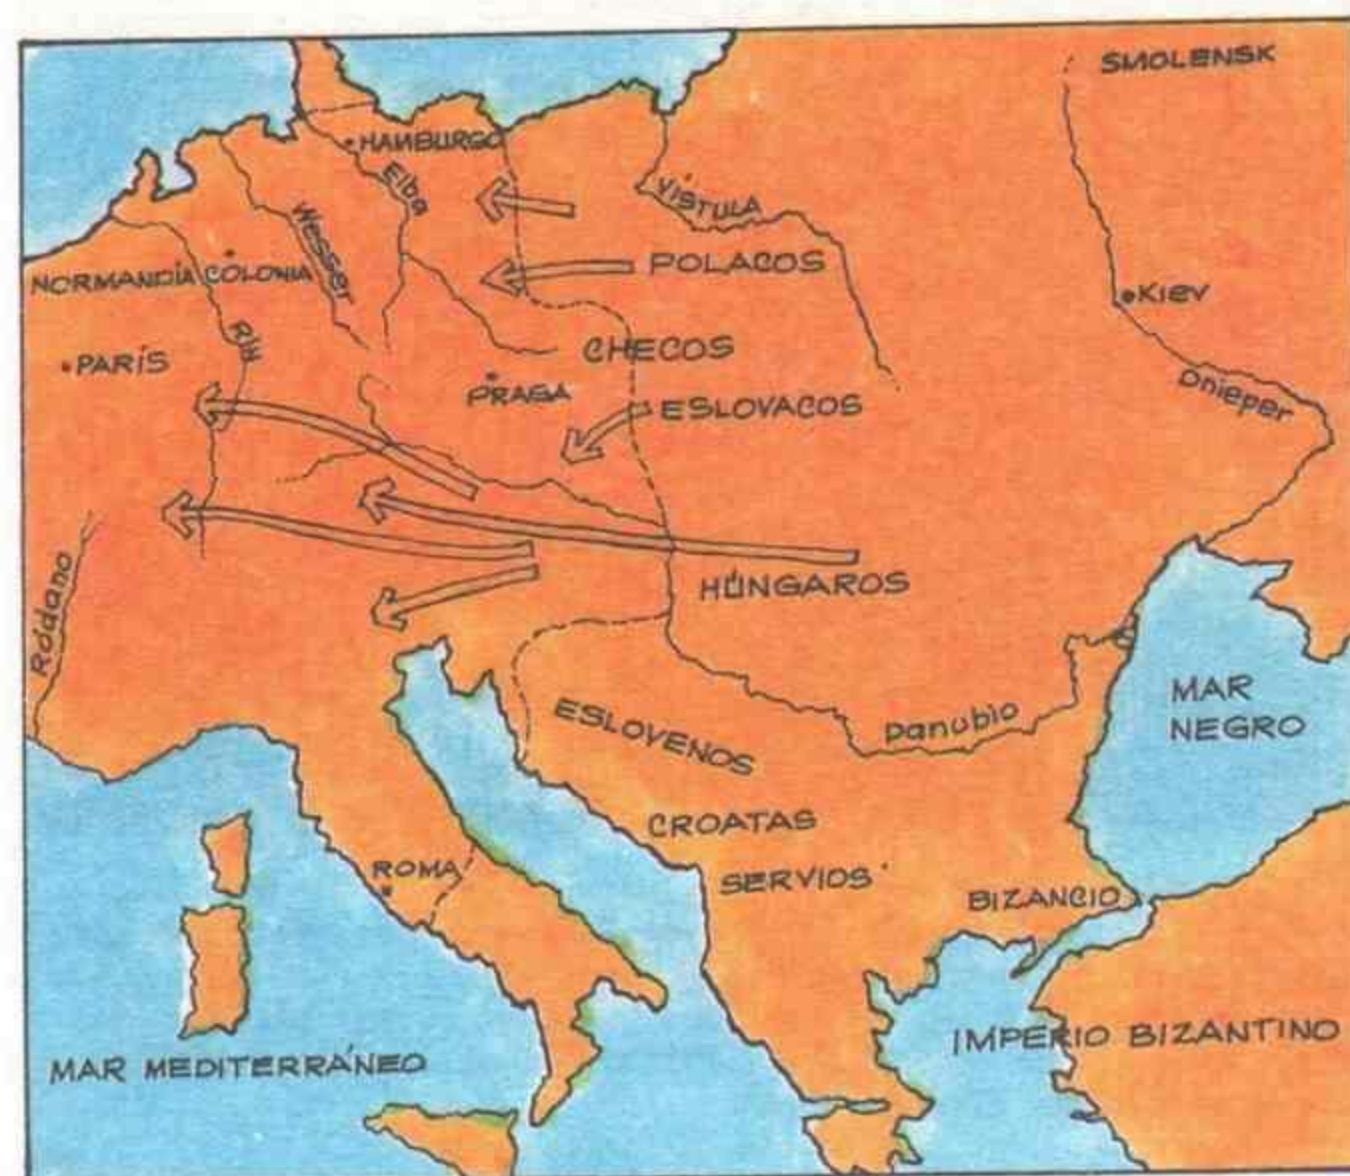 SMOLENSK
HAMBURGO
Elba
VISTULA
Wesser
NORMANDÍA
COLONIA
POLACOS
Kiev
RIN
PARÍS
CHECOS
Dnieper
PRAGA
ESLOVACOS
HÚNGAROS
Ródano
MAR
NEGRO
ESLOVENOS
Danubio
CROATAS
ROMA
SERVIOS
BIZANCIO
IMPERIO BIZANTINO
MAR MEDITERRÁNEO